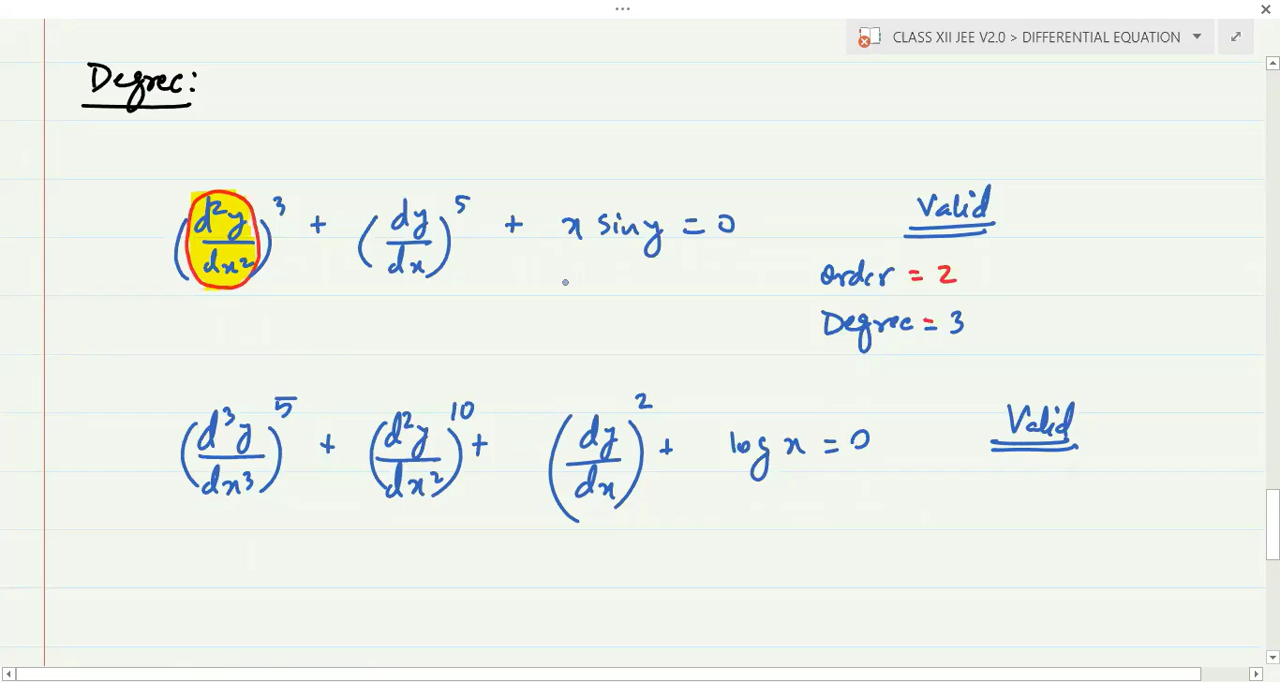 CLASS XII JEE V2.0 > DIFFERENTIAL EQUATION
Degree:
(d²y/dx²)³ + (dy/dx)⁵ + x sin y = 0
Valid
Order = 2
Degree = 3
(d³y/dx³)⁵ + (d²y/dx²)¹⁰ + (dy/dx)² + log x = 0
Valid